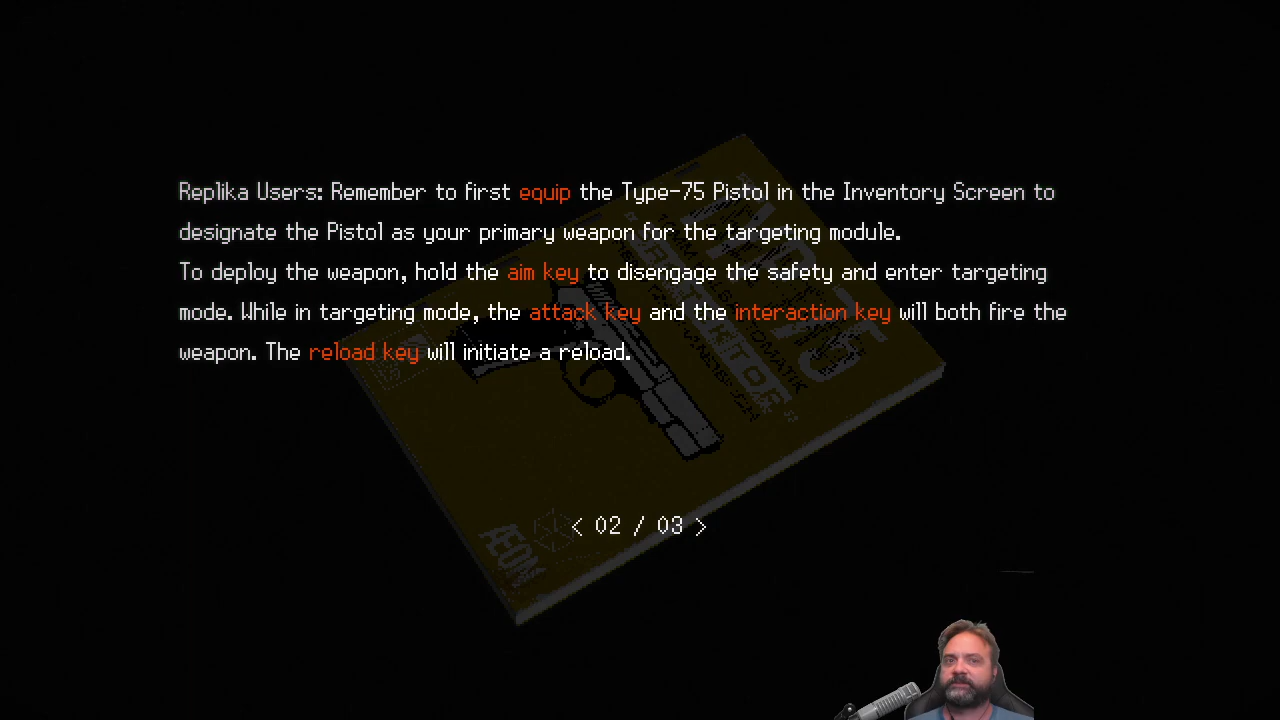 Replika Users: Remember to first equip the Type-75 Pistol in the Inventory Screen to
designate the Pistol as your primary weapon for the targeting module.
To deploy the weapon, hold the aim key to disengage the safety and enter targeting
mode. While in targeting mode, the attack key and the interaction key will both fire the
weapon. The reload key will initiate a reload.
< 02 / 03 >
ÆON